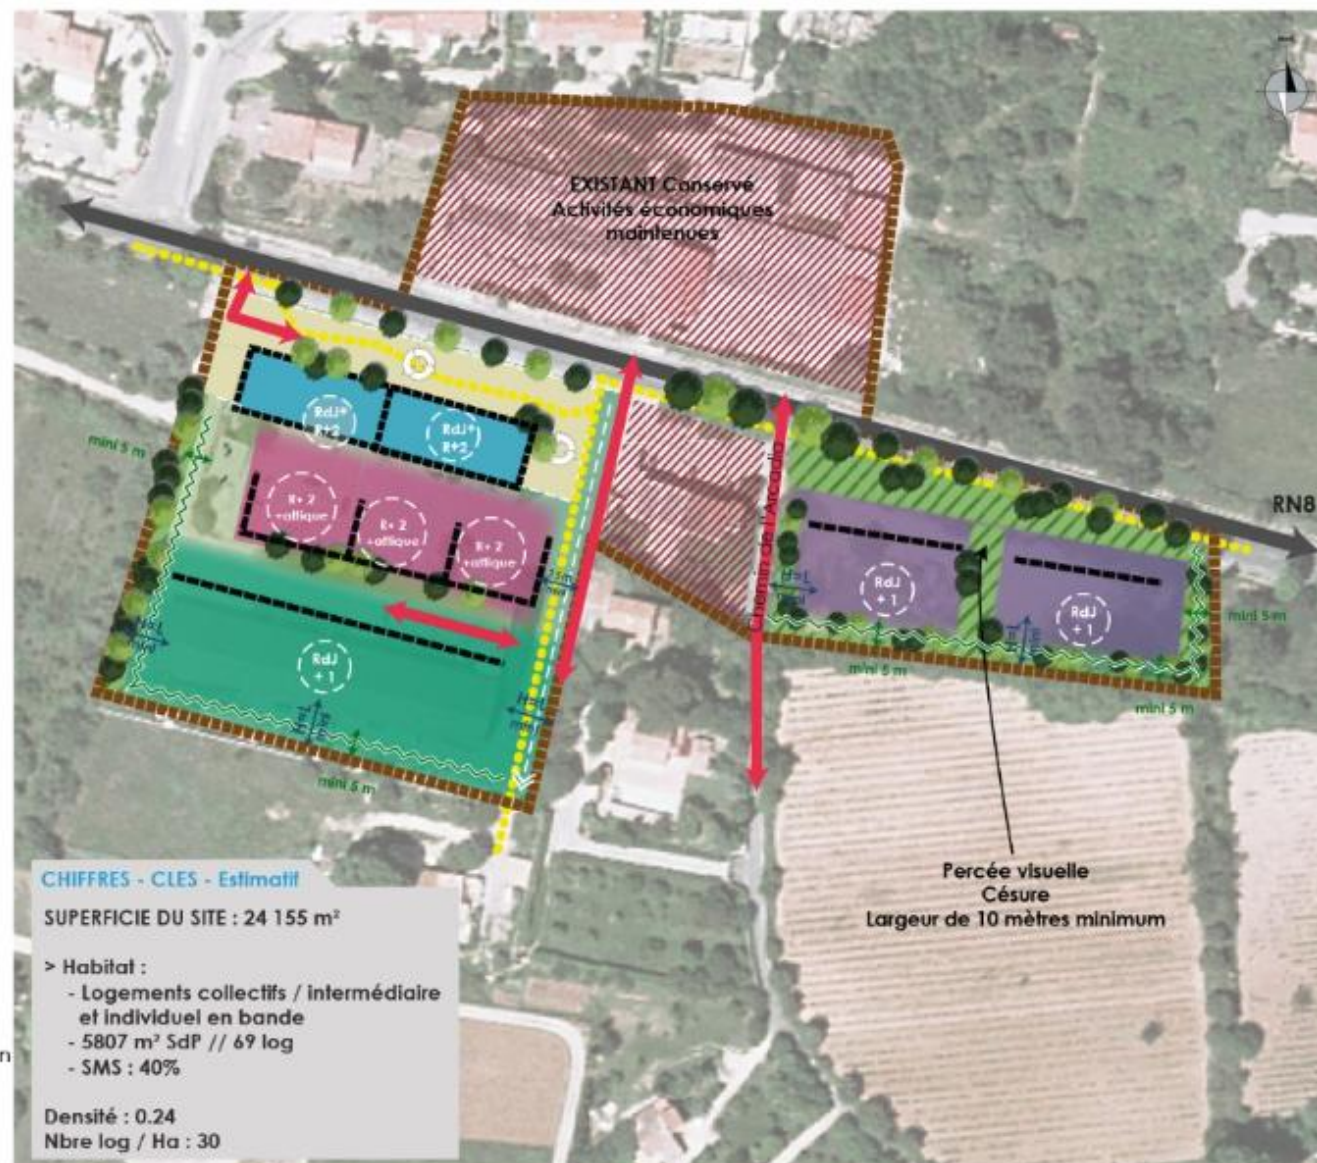 EXISTANT Conservé
Activités économiques
maintenues
RN8
mini 5 m
RdJ+
R+2
RdJ+
R+2
R+ 2
+attique
R+ 2
+attique
R+ 2
+attique
Chemin de l'Arcadia
RdJ
+ 1
RdJ
+ 1
RdJ
+ 1
mini 5 m
mini 5 m
mini 5 m
mini 5 m
Percée visuelle
Césure
Largeur de 10 mètres minimum
CHIFFRES - CLES - Estimatif
SUPERFICIE DU SITE : 24 155 m²
> Habitat :
- Logements collectifs / intermédiaire
et individuel en bande
- 5807 m² SdP // 69 log
- SMS : 40%
Densité : 0.24
Nbre log / Ha : 30
n